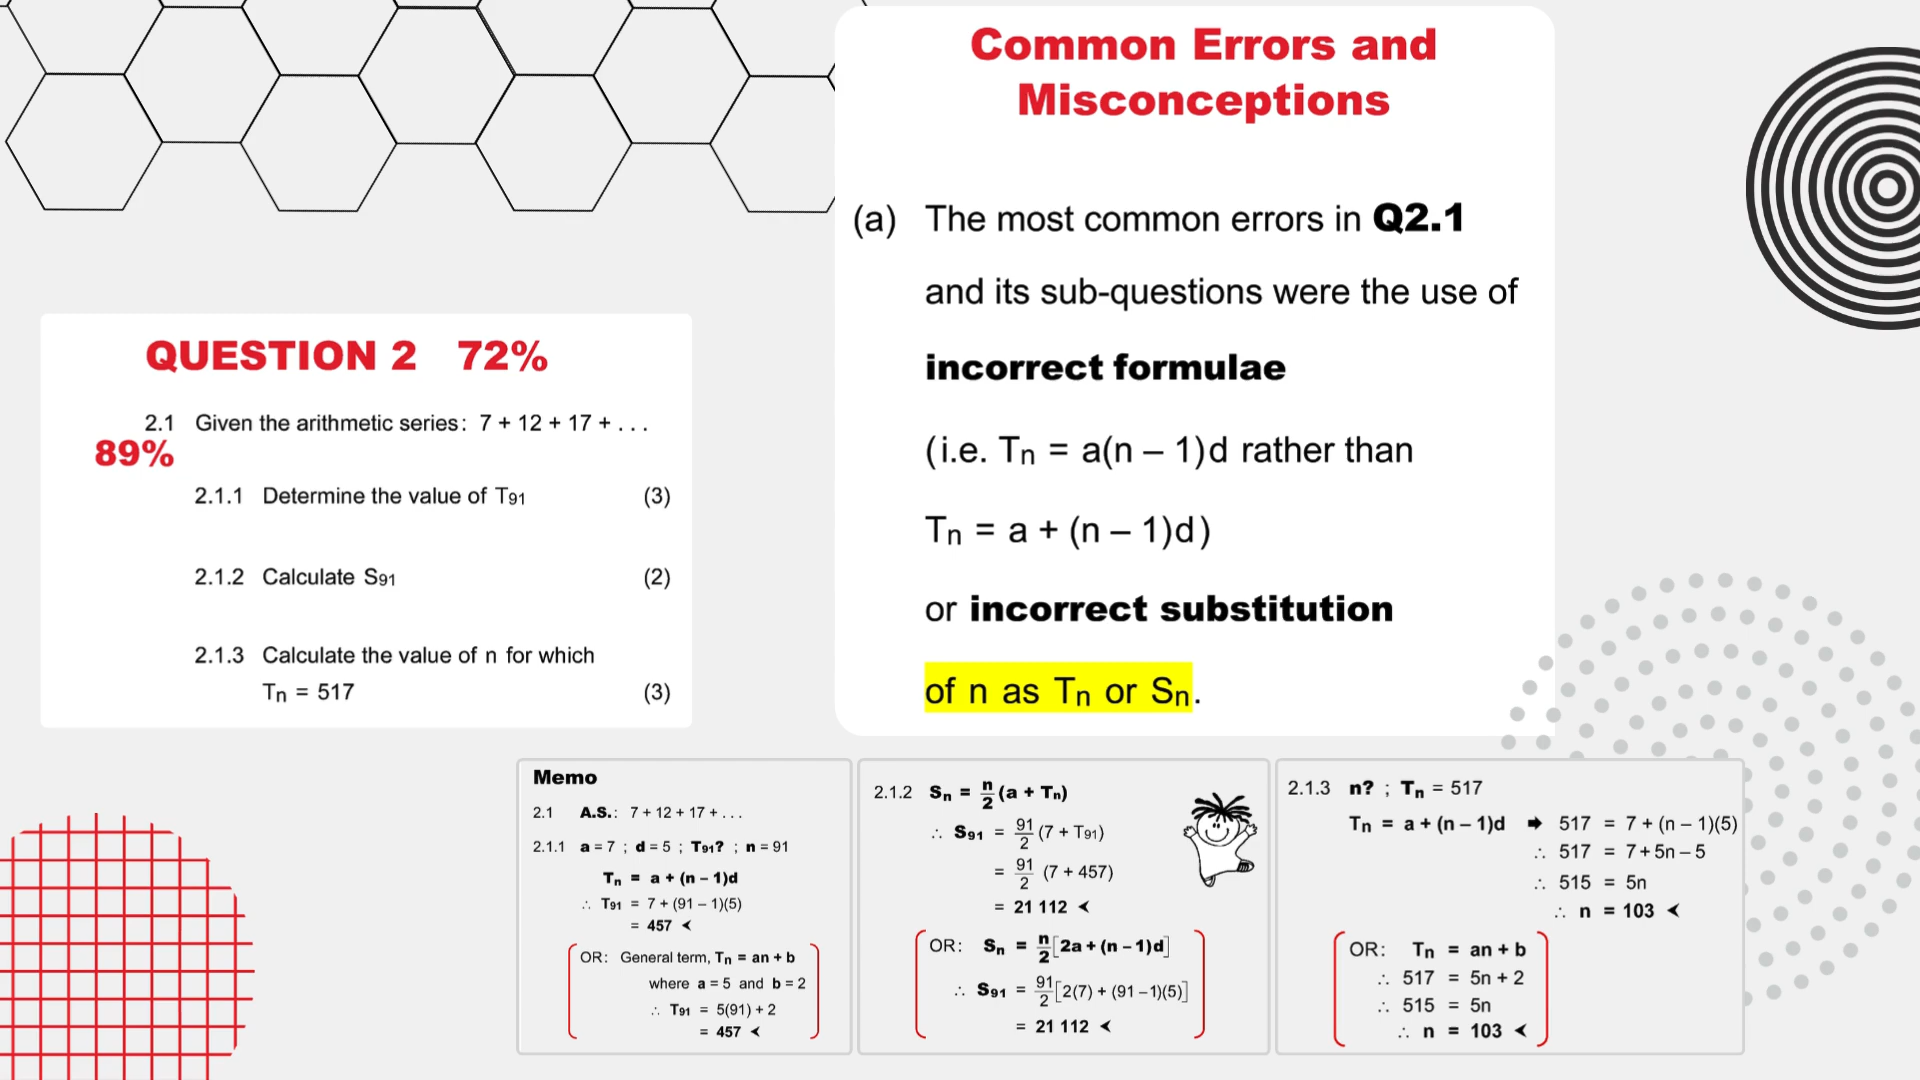 Common Errors and
Misconceptions
(a) The most common errors in Q2.1
and its sub-questions were the use of
incorrect formulae
(i.e. Tn = a(n – 1)d rather than
Tn = a + (n – 1)d)
or incorrect substitution
of n as Tn or Sn.
QUESTION 2 72%
2.1 Given the arithmetic series: 7 + 12 + 17 + . . .
89%
2.1.1 Determine the value of T91 (3)
2.1.2 Calculate S91 (2)
2.1.3 Calculate the value of n for which
Tn = 517 (3)
Memo
2.1 A.S.: 7 + 12 + 17 + . . .
2.1.1 a = 7 ; d = 5 ; T91? ; n = 91
Tn = a + (n – 1)d
∴ T91 = 7 + (91 – 1)(5)
= 457 ⮜
OR: General term, Tn = an + b
where a = 5 and b = 2
∴ T91 = 5(91) + 2
= 457 ⮜
2.1.2 Sn = n/2 (a + Tn)
∴ S91 = 91/2 (7 + T91)
= 91/2 (7 + 457)
= 21 112 ⮜
OR: Sn = n/2 [2a + (n – 1)d]
∴ S91 = 91/2 [2(7) + (91 – 1)(5)]
= 21 112 ⮜
2.1.3 n? ; Tn = 517
Tn = a + (n – 1)d ➡ 517 = 7 + (n – 1)(5)
∴ 517 = 7 + 5n – 5
∴ 515 = 5n
∴ n = 103 ⮜
OR: Tn = an + b
∴ 517 = 5n + 2
∴ 515 = 5n
∴ n = 103 ⮜